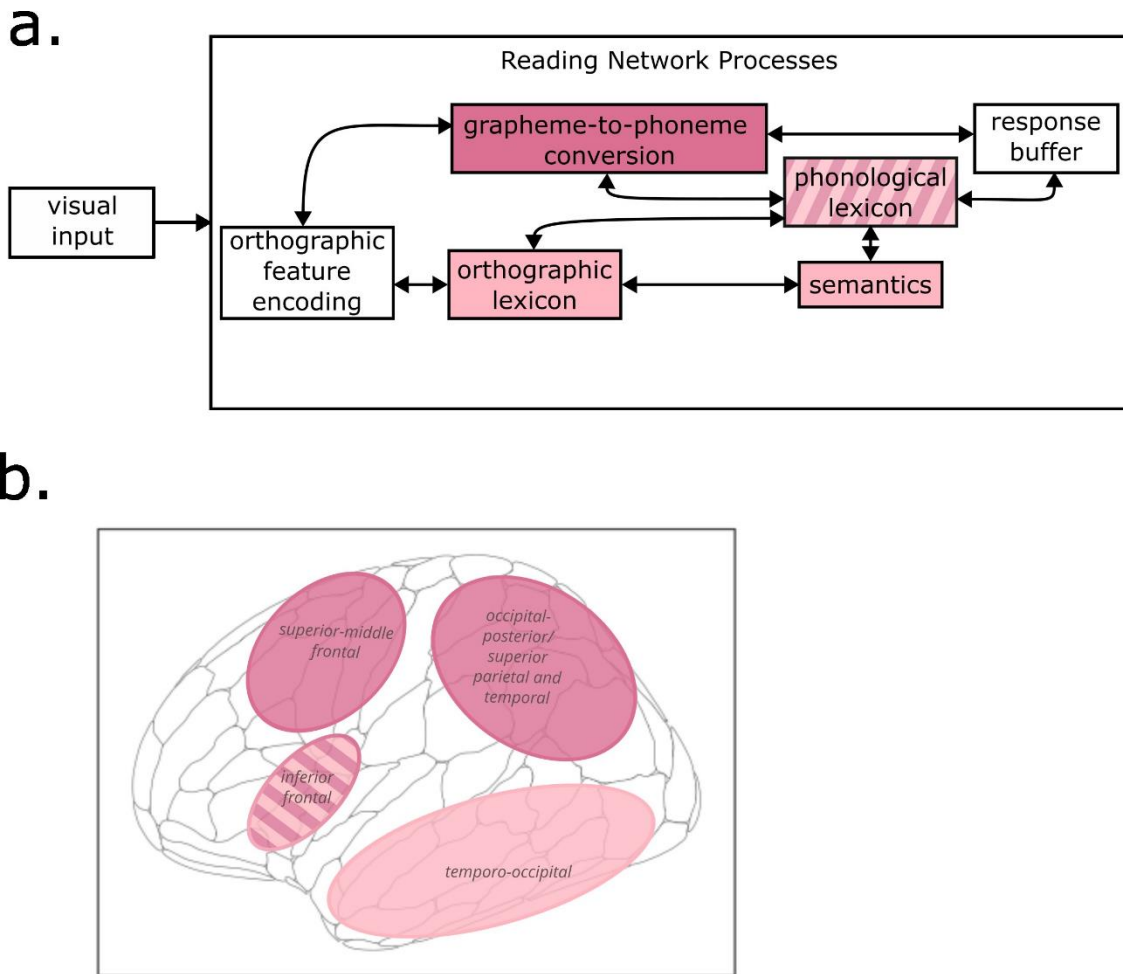 a.
Reading Network Processes
grapheme-to-phoneme
conversion
response
buffer
phonological
lexicon
visual
input
orthographic
feature
encoding
orthographic
lexicon
semantics
b.
superior-middle
frontal
occipital-
posterior/
superior
parietal and
temporal
inferior
frontal
temporo-occipital